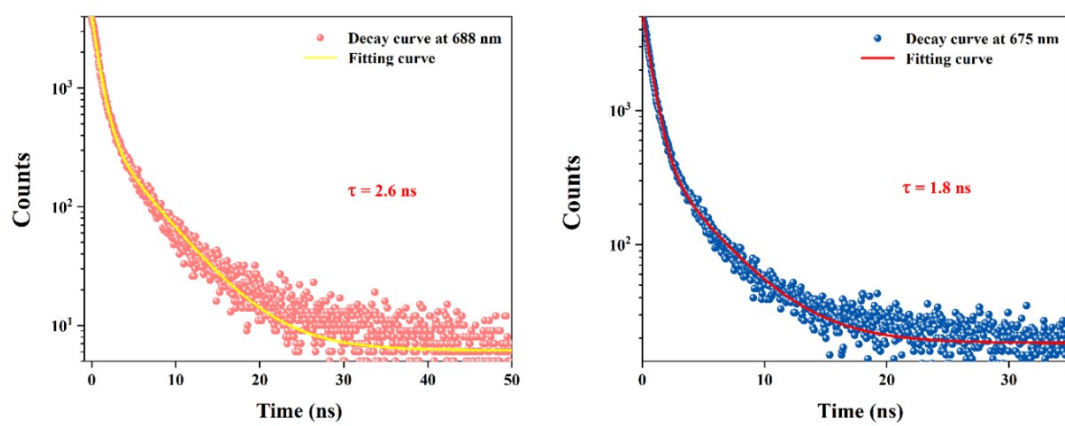 Decay curve at 688 nm
Fitting curve
τ = 2.6 ns
Counts
10³
10²
10¹
0 10 20 30 40 50
Time (ns)
Decay curve at 675 nm
Fitting curve
τ = 1.8 ns
Counts
10³
10²
0 10 20 30
Time (ns)